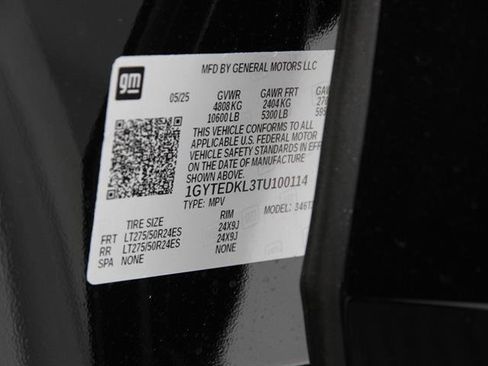 gm
MFD BY GENERAL MOTORS LLC
05/25 GVWR GAWR FRT
4808 KG 2404 KG
10600 LB 5300 LB
THIS VEHICLE CONFORMS TO ALL
APPLICABLE U.S. FEDERAL MOTOR
VEHICLE SAFETY STANDARDS IN
ON THE DATE OF MANUFACTURE
SHOWN ABOVE.
1GYTEDKL3TU100114
TYPE: MPV MODEL:
TIRE SIZE RIM
FRT LT275/50R24ES 24X9J
RR LT275/50R24ES 24X9J
SPA NONE NONE